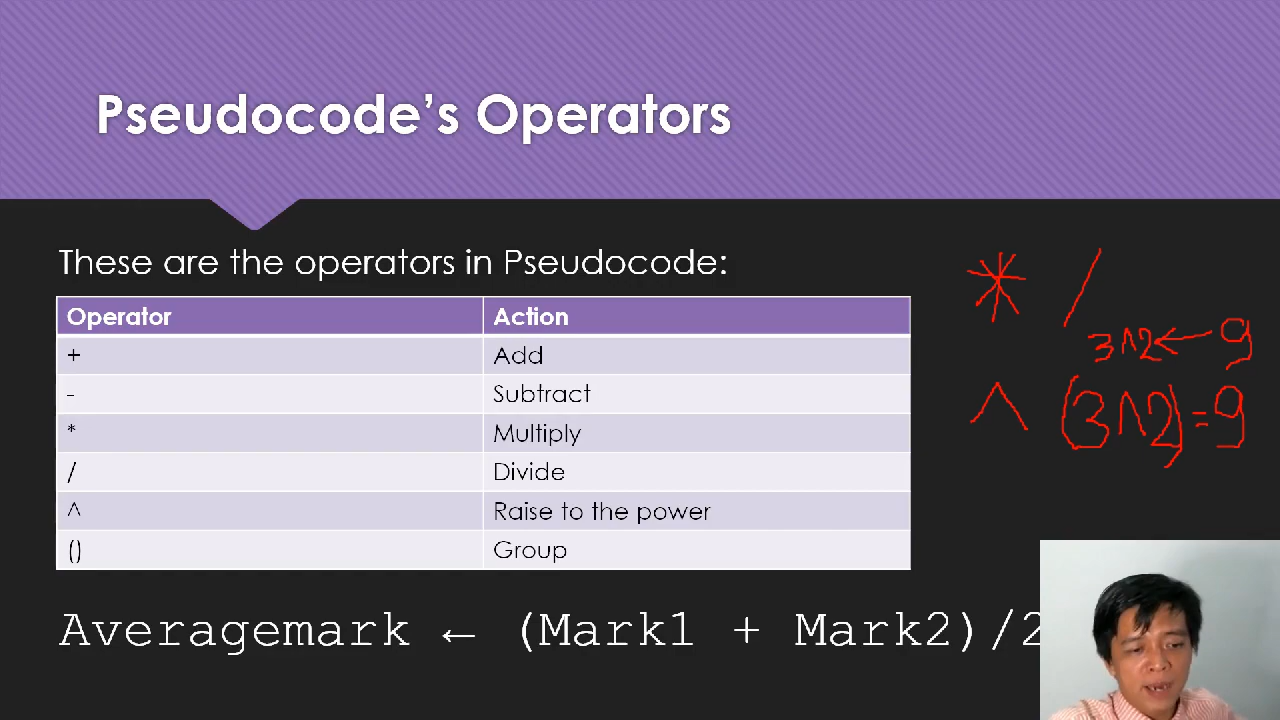 Pseudocode's Operators
These are the operators in Pseudocode:
Operator Action
+ Add
- Subtract
* Multiply
/ Divide
^ Raise to the power
() Group
Averagemark ← (Mark1 + Mark2)/2
* /
3^2 ← 9
^ (3^2) = 9